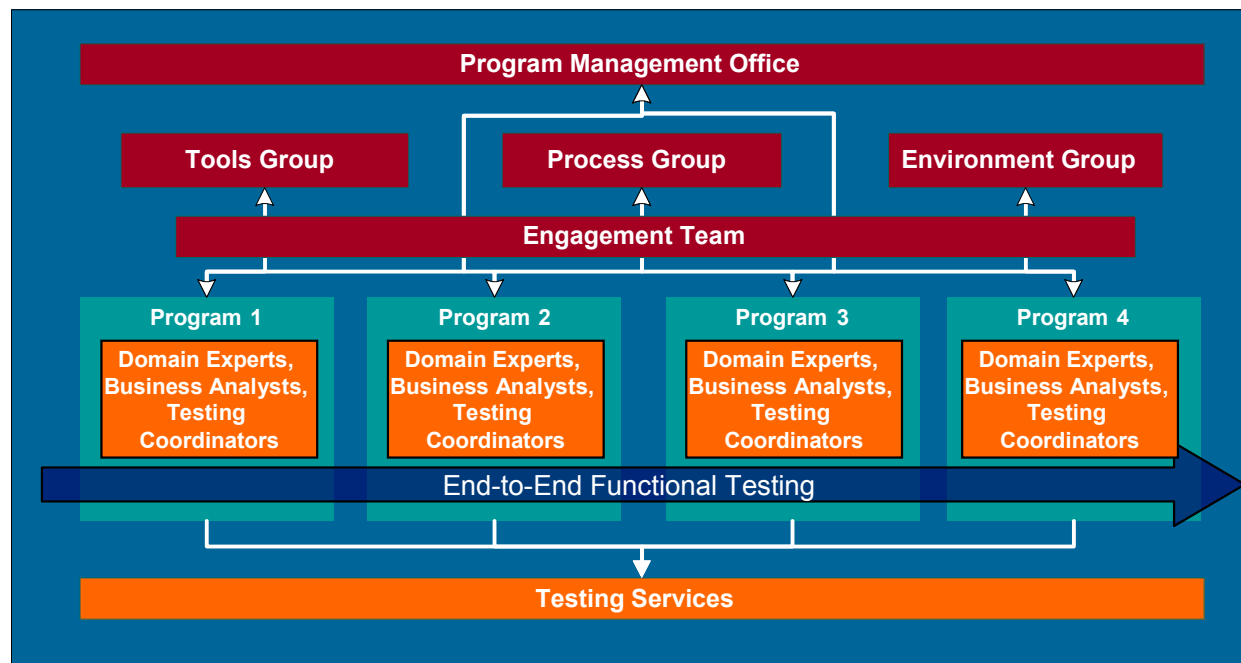 Program Management Office
Tools Group
Process Group
Environment Group
Engagement Team
Program 1
Domain Experts,
Business Analysts,
Testing
Coordinators
Program 2
Domain Experts,
Business Analysts,
Testing
Coordinators
Program 3
Domain Experts,
Business Analysts,
Testing
Coordinators
Program 4
Domain Experts,
Business Analysts,
Testing
Coordinators
End-to-End Functional Testing
Testing Services